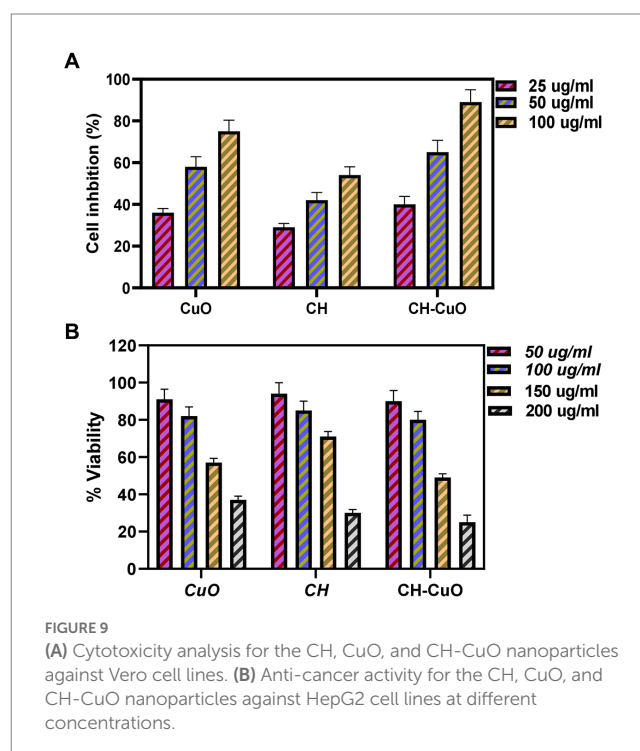 A
Cell inhbition (%)
100
80
60
40
20
0
CuO
CH
CH-CuO
25 ug/ml
50 ug/ml
100 ug/ml
B
% Viability
120
100
80
60
40
20
0
CuO
CH
CH-CuO
50 ug/ml
100 ug/ml
150 ug/ml
200 ug/ml
FIGURE 9
(A) Cytotoxicity analysis for the CH, CuO, and CH-CuO nanoparticles
against Vero cell lines. (B) Anti-cancer activity for the CH, CuO, and
CH-CuO nanoparticles against HepG2 cell lines at different
concentrations.